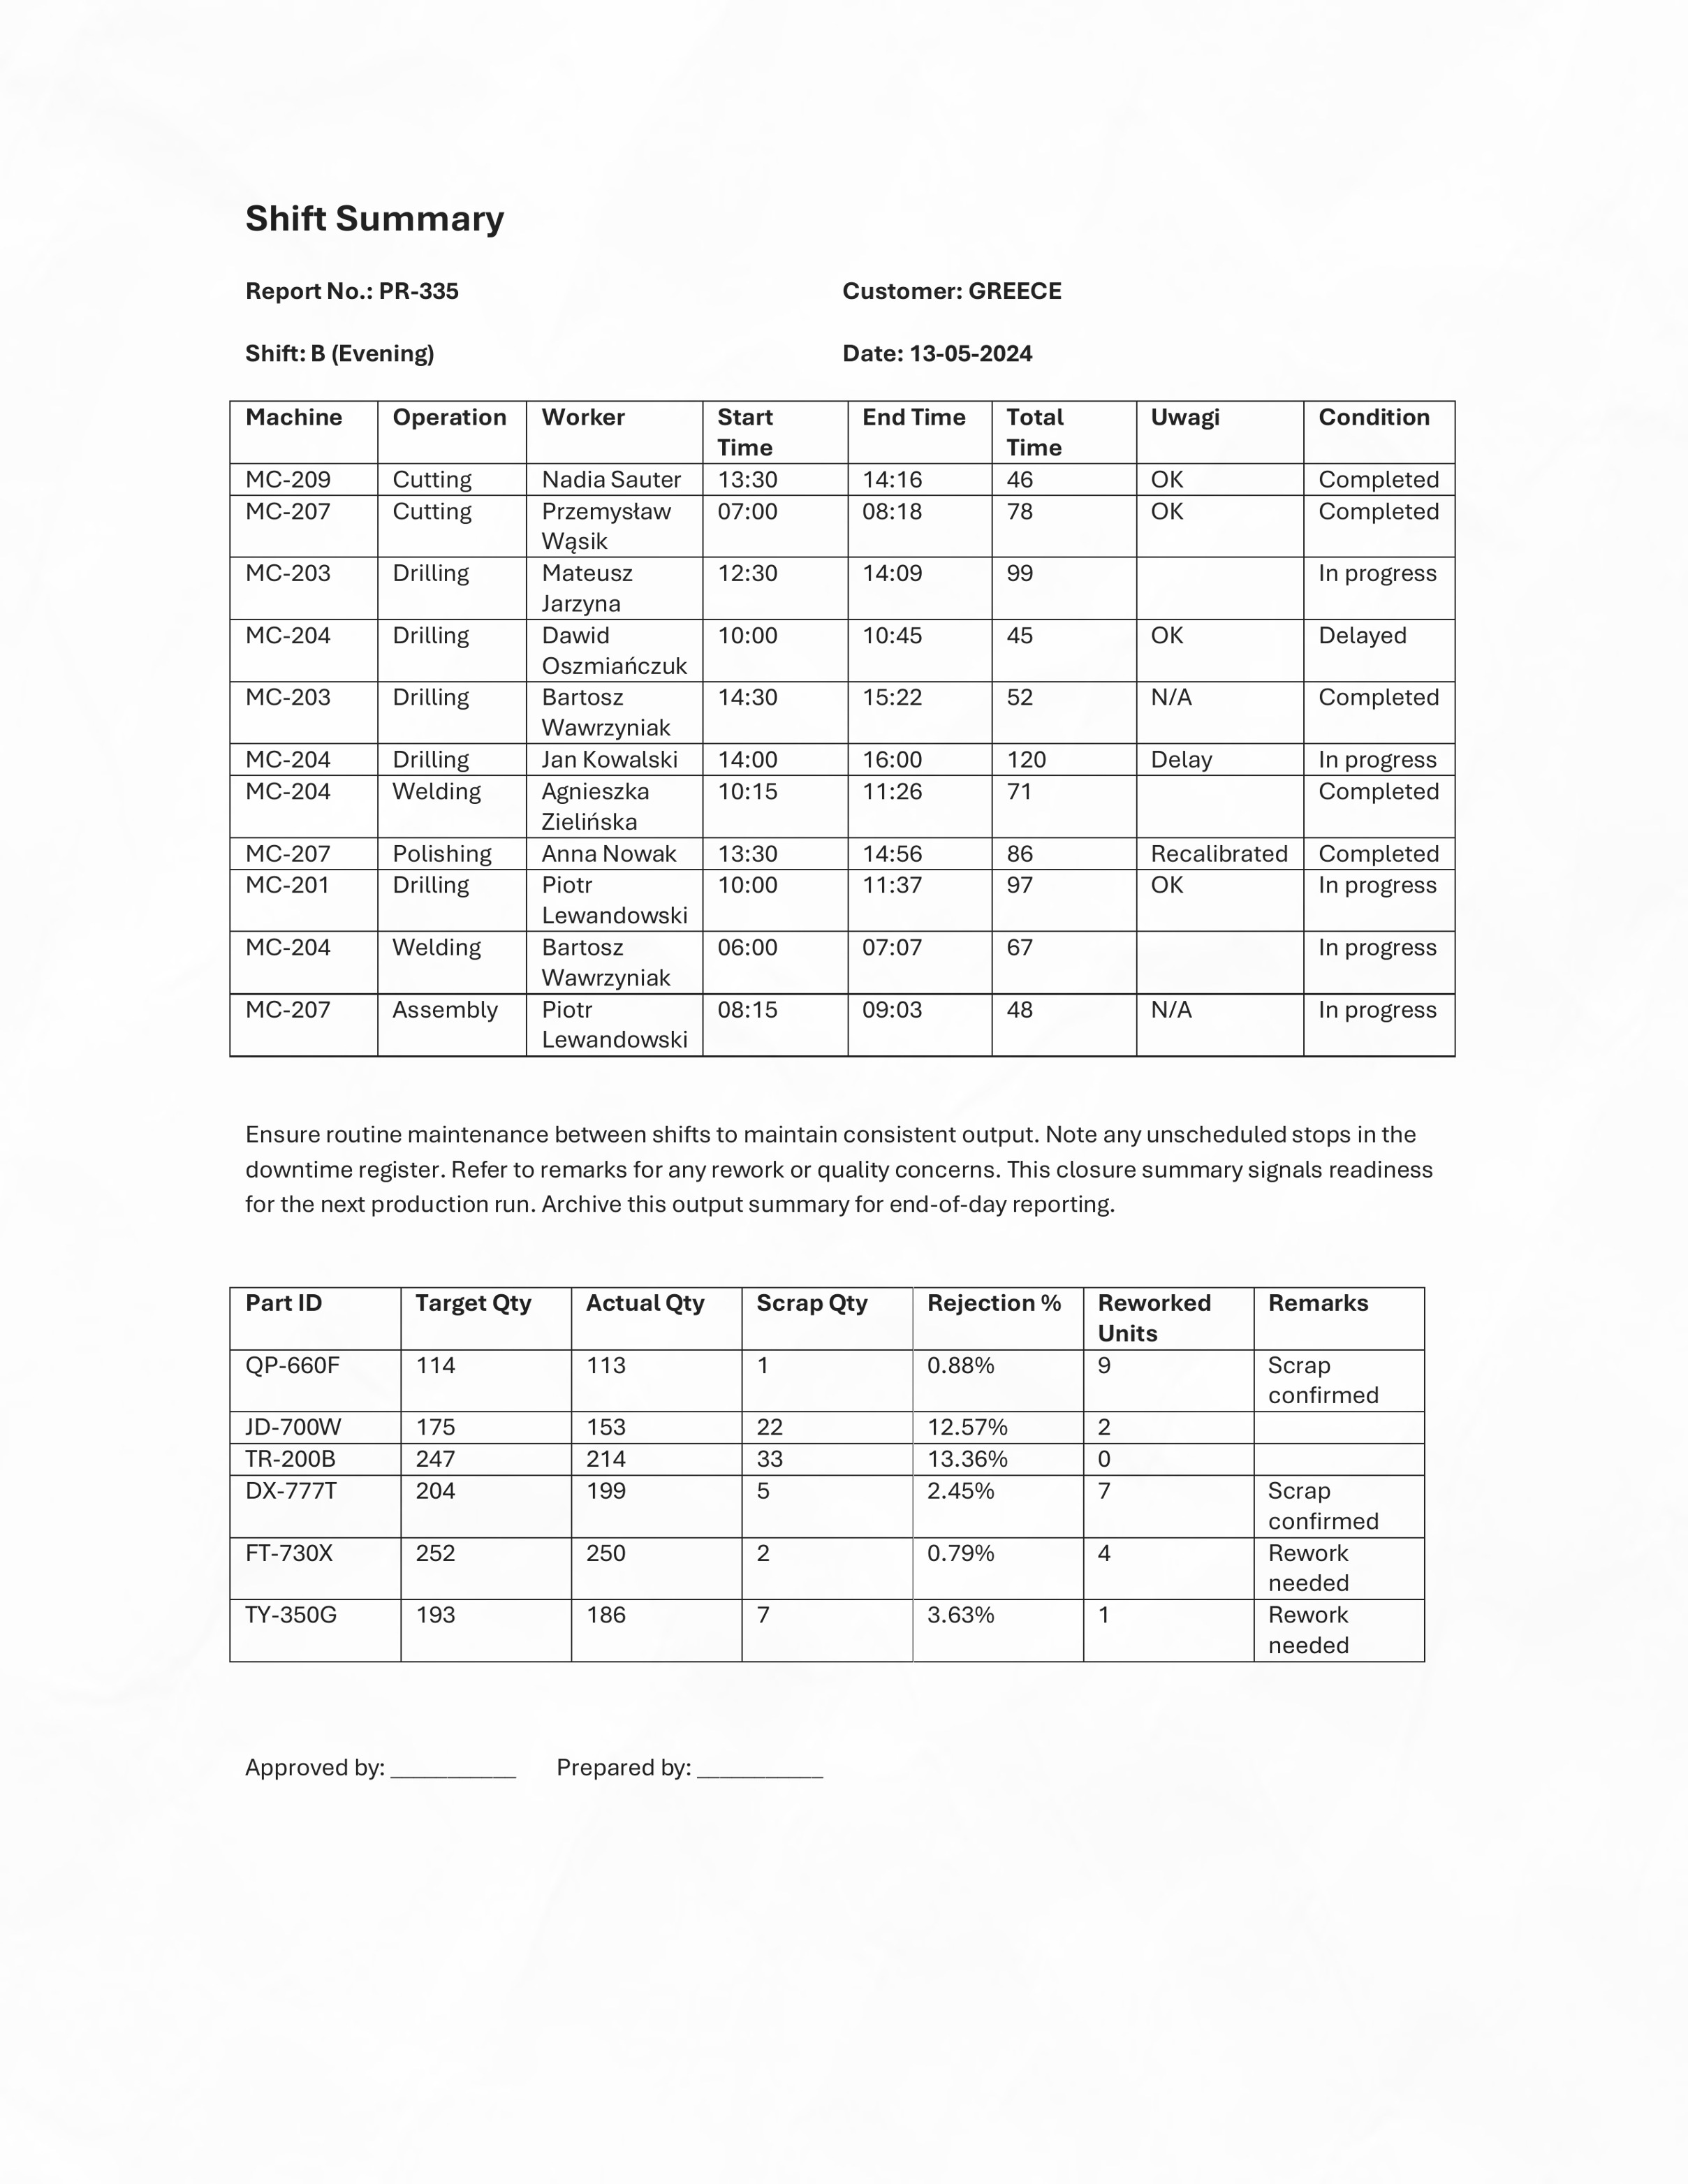 Shift Summary
Report No.: PR-335 Customer: GREECE
Shift: B (Evening) Date: 13-05-2024
Machine Operation Worker Start Time End Time Total Time Uwagi Condition
MC-209 Cutting Nadia Sauter 13:30 14:16 46 OK Completed
MC-207 Cutting Przemysław Wąsik 07:00 08:18 78 OK Completed
MC-203 Drilling Mateusz Jarzyna 12:30 14:09 99 In progress
MC-204 Drilling Dawid Oszmiańczuk 10:00 10:45 45 OK Delayed
MC-203 Drilling Bartosz Wawrzyniak 14:30 15:22 52 N/A Completed
MC-204 Drilling Jan Kowalski 14:00 16:00 120 Delay In progress
MC-204 Welding Agnieszka Zielińska 10:15 11:26 71 Completed
MC-207 Polishing Anna Nowak 13:30 14:56 86 Recalibrated Completed
MC-201 Drilling Piotr Lewandowski 10:00 11:37 97 OK In progress
MC-204 Welding Bartosz Wawrzyniak 06:00 07:07 67 In progress
MC-207 Assembly Piotr Lewandowski 08:15 09:03 48 N/A In progress
Ensure routine maintenance between shifts to maintain consistent output. Note any unscheduled stops in the
downtime register. Refer to remarks for any rework or quality concerns. This closure summary signals readiness
for the next production run. Archive this output summary for end-of-day reporting.
Part ID Target Qty Actual Qty Scrap Qty Rejection % Reworked Units Remarks
QP-660F 114 113 1 0.88% 9 Scrap confirmed
JD-700W 175 153 22 12.57% 2
TR-200B 247 214 33 13.36% 0
DX-777T 204 199 5 2.45% 7 Scrap confirmed
FT-730X 252 250 2 0.79% 4 Rework needed
TY-350G 193 186 7 3.63% 1 Rework needed
Approved by: __________ Prepared by: __________